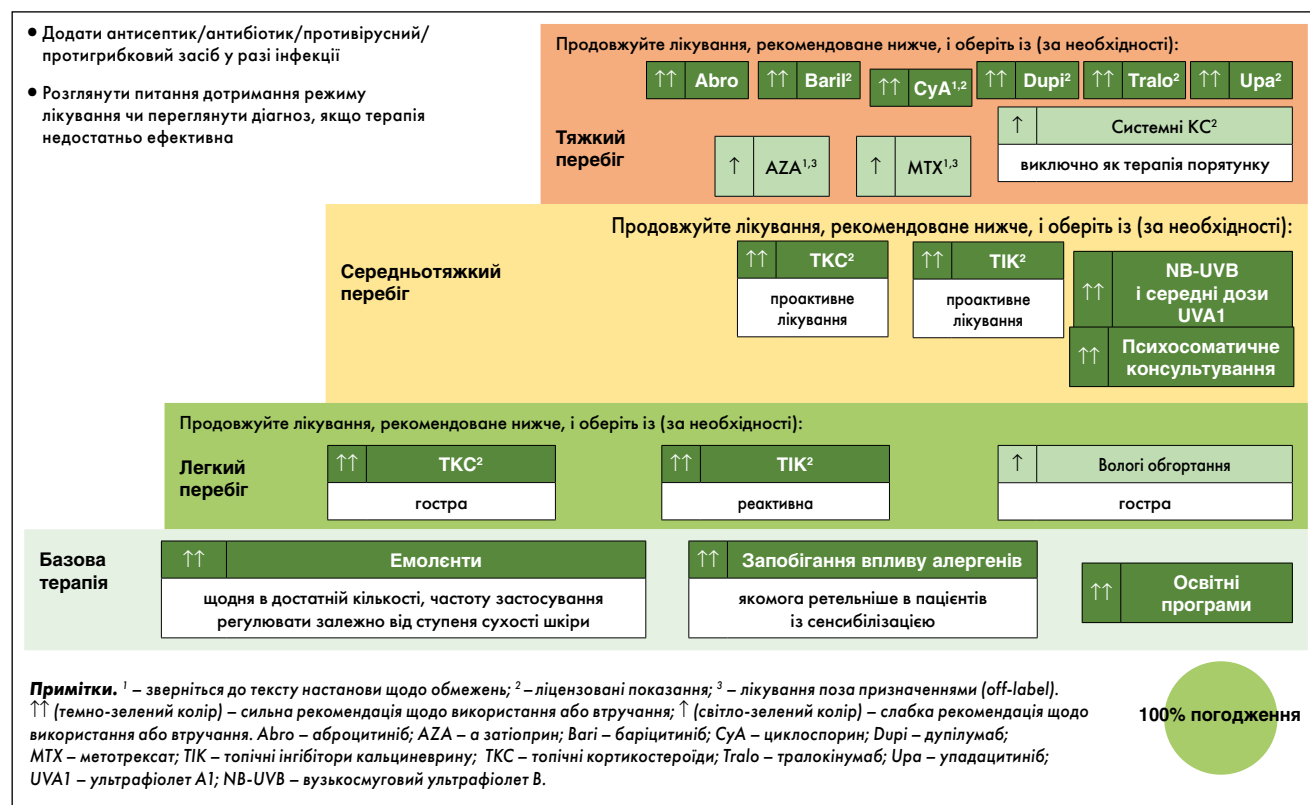 • Додати антисептик/антибіотик/противірусний/
протигрибковий засіб у разі інфекції
• Розглянути питання дотримання режиму
лікування чи переглянути діагноз, якщо терапія
недостатньо ефективна
Продовжуйте лікування, рекомендоване нижче, і оберіть із (за необхідності):
↑↑ Abro
↑↑ Baril²
↑↑ CyA¹,²
↑↑ Dupi²
↑↑ Tralo²
↑↑ Upa²
Тяжкий
перебіг
↑ AZA¹,³
↑ MTX¹,³
↑ Системні КС²
виключно як терапія порятунку
Продовжуйте лікування, рекомендоване нижче, і оберіть із (за необхідності):
Середньотяжкий
перебіг
↑↑ ТКС²
проактивне
лікування
↑↑ ТІК²
проактивне
лікування
↑↑ NB-UVB
і середні дози
UVA1
↑↑ Психосоматичне
консультування
Продовжуйте лікування, рекомендоване нижче, і оберіть із (за необхідності):
Легкий
перебіг
↑↑ ТКС²
гостра
↑↑ ТІК²
реактивна
↑ Вологі обгортання
гостра
Базова
терапія
↑↑ Емолєнти
щодня в достатній кількості, частоту застосування
регулювати залежно від ступеня сухості шкіри
↑↑ Запобігання впливу алергенів
якомога ретельніше в пацієнтів
із сенсибілізацією
↑↑ Освітні
програми
Примітки. ¹ – зверніться до тексту настанови щодо обмежень; ² – ліцензовані показання; ³ – лікування поза призначеннями (off-label).
↑↑ (темно-зелений колір) – сильна рекомендація щодо використання або втручання; ↑ (світло-зелений колір) – слабка рекомендація щодо
використання або втручання. Abro – аброцитиніб; AZA – а затіоприн; Bari – баріцитиніб; CyA – циклоспорин; Dupi – дупілумаб;
MTX – метотрексат; ТІК – топічні інгібітори кальциневрину; ТКС – топічні кортикостероїди; Tralo – тралокінумаб; Upa – упадацитиніб;
UVA1 – ультрафіолет A1; NB-UVB – вузькосмуговий ультрафіолет B.
100% погодження